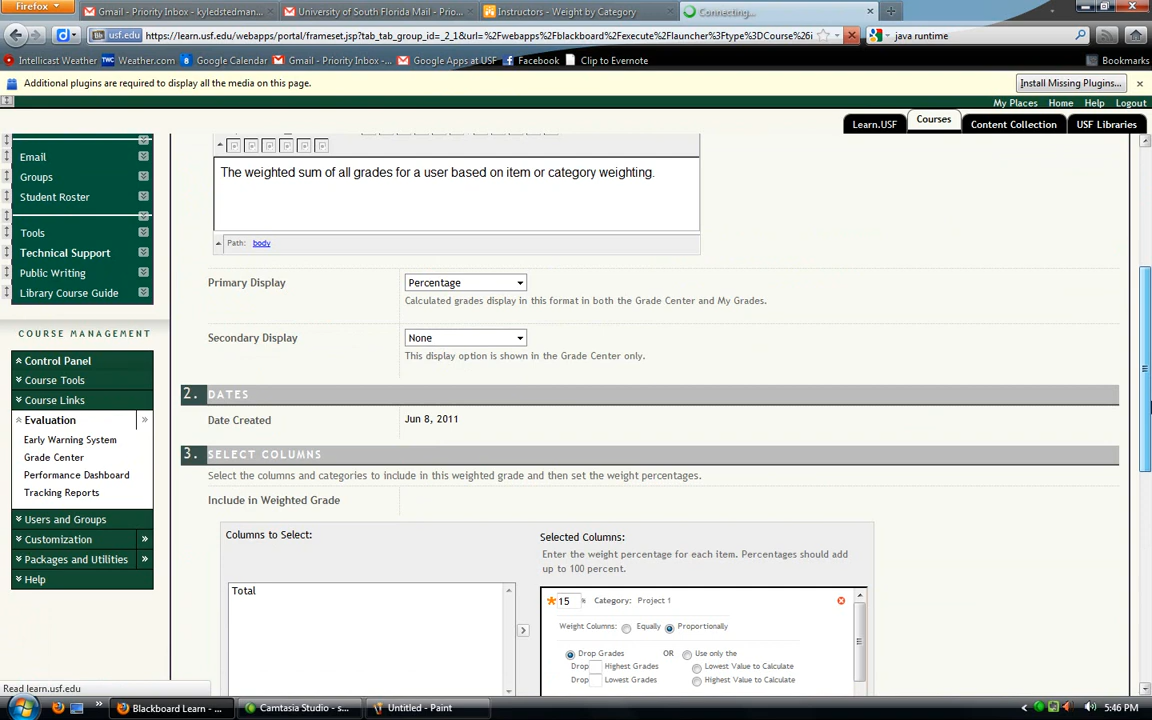 Firefox
Gmail - Priority Inbox - kyledstedman...
University of South Florida Mail - Prio...
Instructors - Weight by Category
Connecting...
usf.edu
https://learn.usf.edu/webapps/portal/frameset.jsp?tab_tab_group_id=_2_1&url=%2fwebapps%2Fblackboard%2Fexecute%2Flauncher%3Ftype%3DCourse%26i
java runtime
Intellicast Weather
TWC Weather.com
8 Google Calendar
Gmail - Priority Inbox -...
Google Apps at USF
Facebook
Clip to Evernote
Bookmarks
Additional plugins are required to display all the media on this page.
Install Missing Plugins...
My Places
Home
Help
Logout
Learn.USF
Courses
Content Collection
USF Libraries
Email
Groups
Student Roster
Tools
Technical Support
Public Writing
Library Course Guide
COURSE MANAGEMENT
Control Panel
Course Tools
Course Links
Evaluation
Early Warning System
Grade Center
Performance Dashboard
Tracking Reports
Users and Groups
Customization
Packages and Utilities
Help
The weighted sum of all grades for a user based on item or category weighting.
Path: body
Primary Display
Percentage
Calculated grades display in this format in both the Grade Center and My Grades.
Secondary Display
None
This display option is shown in the Grade Center only.
2. DATES
Date Created
Jun 8, 2011
3. SELECT COLUMNS
Select the columns and categories to include in this weighted grade and then set the weight percentages.
Include in Weighted Grade
Columns to Select:
Total
Selected Columns:
Enter the weight percentage for each item. Percentages should add
up to 100 percent.
15 % Category: Project 1
Weight Columns: Equally Proportionally
Drop Grades OR Use only the
Drop Highest Grades Lowest Value to Calculate
Drop Lowest Grades Highest Value to Calculate
Read learn.usf.edu
Blackboard Learn - ...
Camtasia Studio - s...
Untitled - Paint
5:46 PM